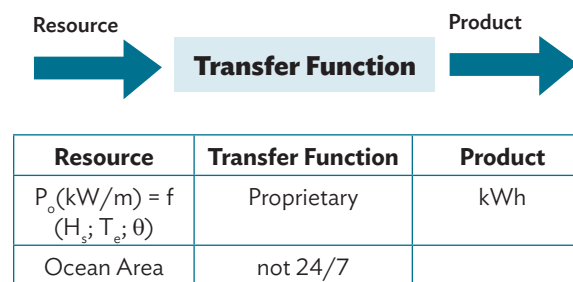 Resource
Product
Transfer Function
Resource Transfer Function Product
Pₒ(kW/m) = f Proprietary kWh
(Hₛ; Tₑ; θ)
Ocean Area not 24/7